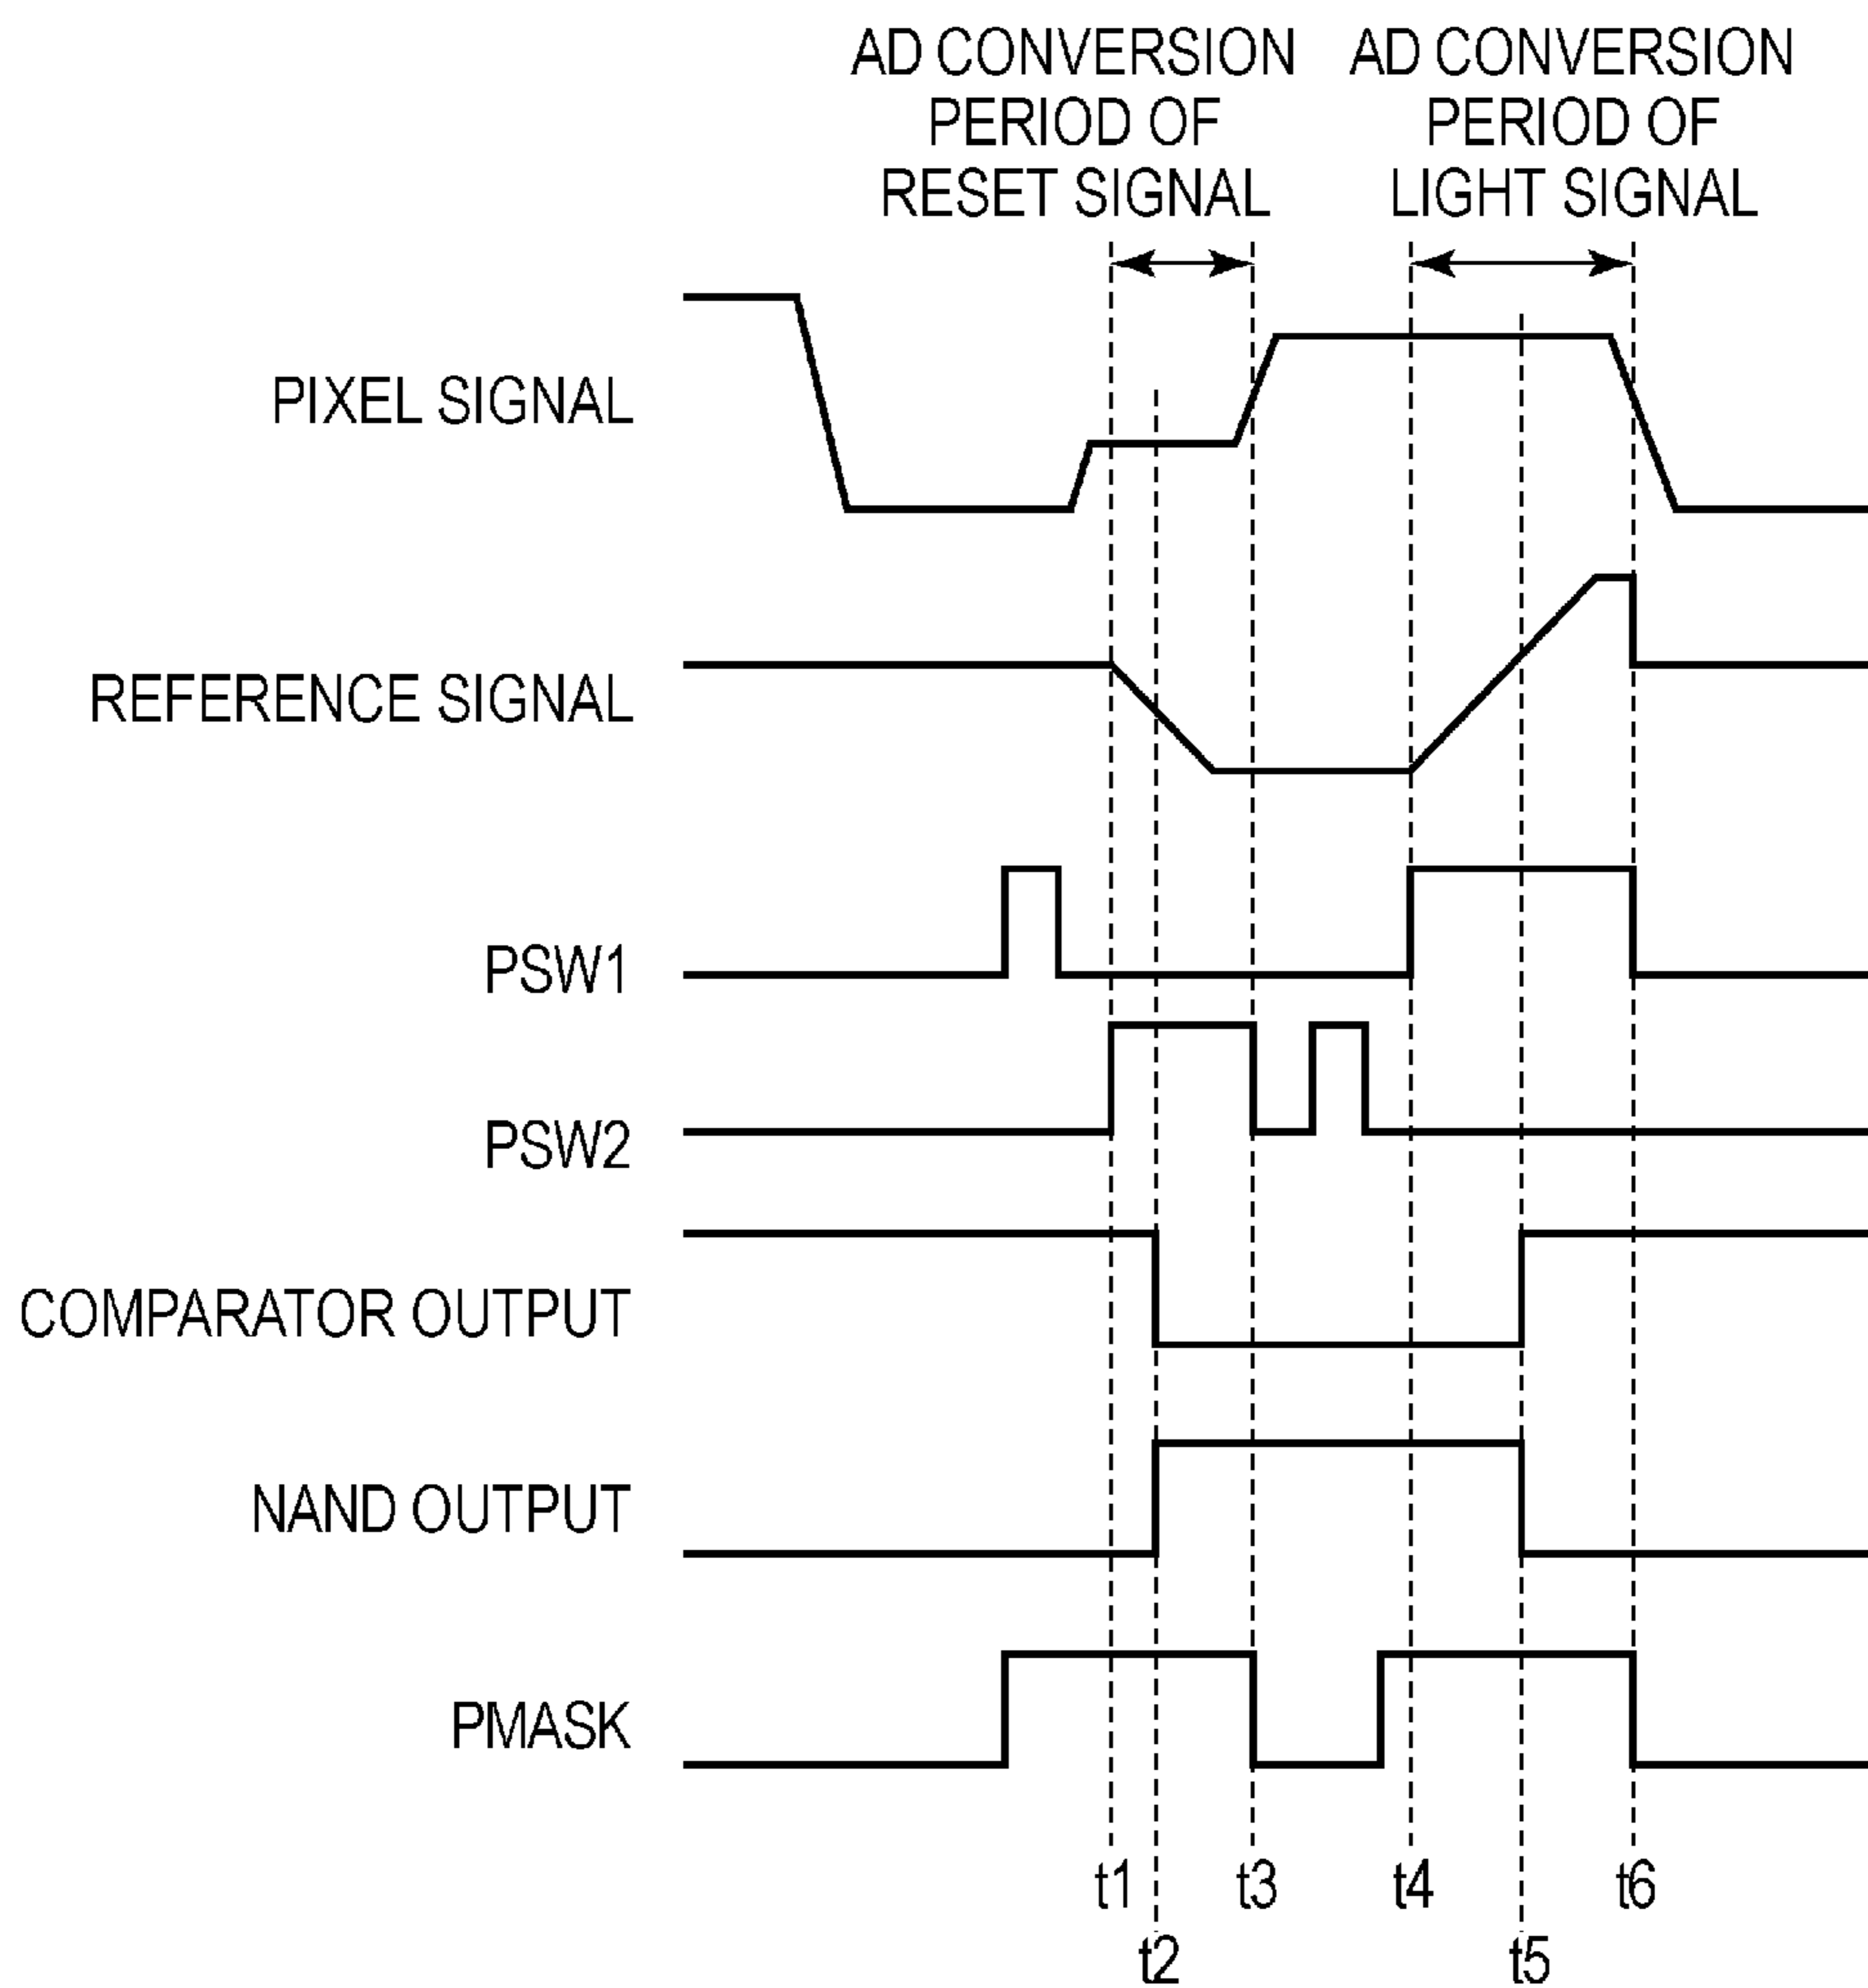 AD CONVERSION
PERIOD OF
RESET SIGNAL
AD CONVERSION
PERIOD OF
LIGHT SIGNAL
PIXEL SIGNAL
REFERENCE SIGNAL
PSW1
PSW2
COMPARATOR OUTPUT
NAND OUTPUT
PMASK
t1
t2
t3
t4
t5
t6